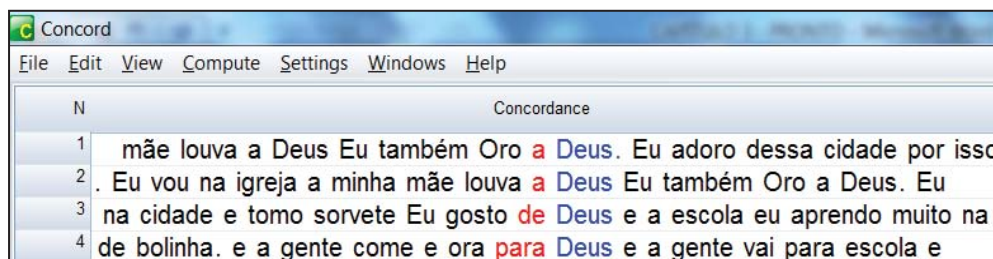 Concord
File Edit View Compute Settings Windows Help
N Concordance
1 mãe louva a Deus Eu também Oro a Deus. Eu adoro dessa cidade por isso
2 . Eu vou na igreja a minha mãe louva a Deus Eu também Oro a Deus. Eu
3 na cidade e tomo sorvete Eu gosto de Deus e a escola eu aprendo muito na
4 de bolinha. e a gente come e ora para Deus e a gente vai para escola e